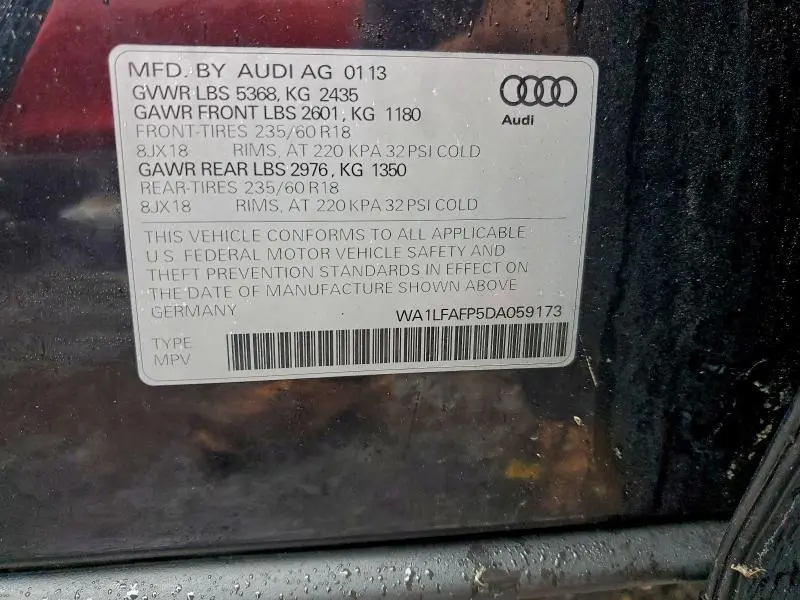 MFD. BY AUDI AG 01 13
GVWR LBS 5368, KG 2435
GAWR FRONT LBS 2601, KG 1180
FRONT-TIRES 235/60 R18
8JX18 RIMS, AT 220 KPA 32 PSI COLD
GAWR REAR LBS 2976, KG 1350
REAR-TIRES 235/60 R18
8JX18 RIMS, AT 220 KPA 32 PSI COLD
Audi
THIS VEHICLE CONFORMS TO ALL APPLICABLE
U.S. FEDERAL MOTOR VEHICLE SAFETY AND
THEFT PREVENTION STANDARDS IN EFFECT ON
THE DATE OF MANUFACTURE SHOWN ABOVE
GERMANY WA1LFAFP5DA059173
TYPE
MPV